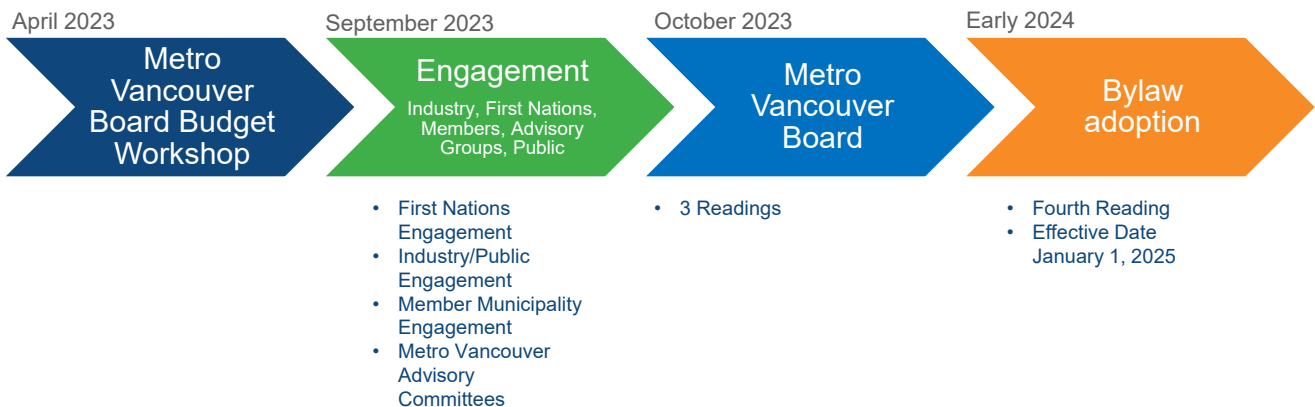 April 2023
Metro
Vancouver
Board Budget
Workshop
September 2023
Engagement
Industry, First Nations,
Members, Advisory
Groups, Public
• First Nations
Engagement
• Industry/Public
Engagement
• Member Municipality
Engagement
• Metro Vancouver
Advisory
Committees
October 2023
Metro
Vancouver
Board
• 3 Readings
Early 2024
Bylaw
adoption
• Fourth Reading
• Effective Date
January 1, 2025